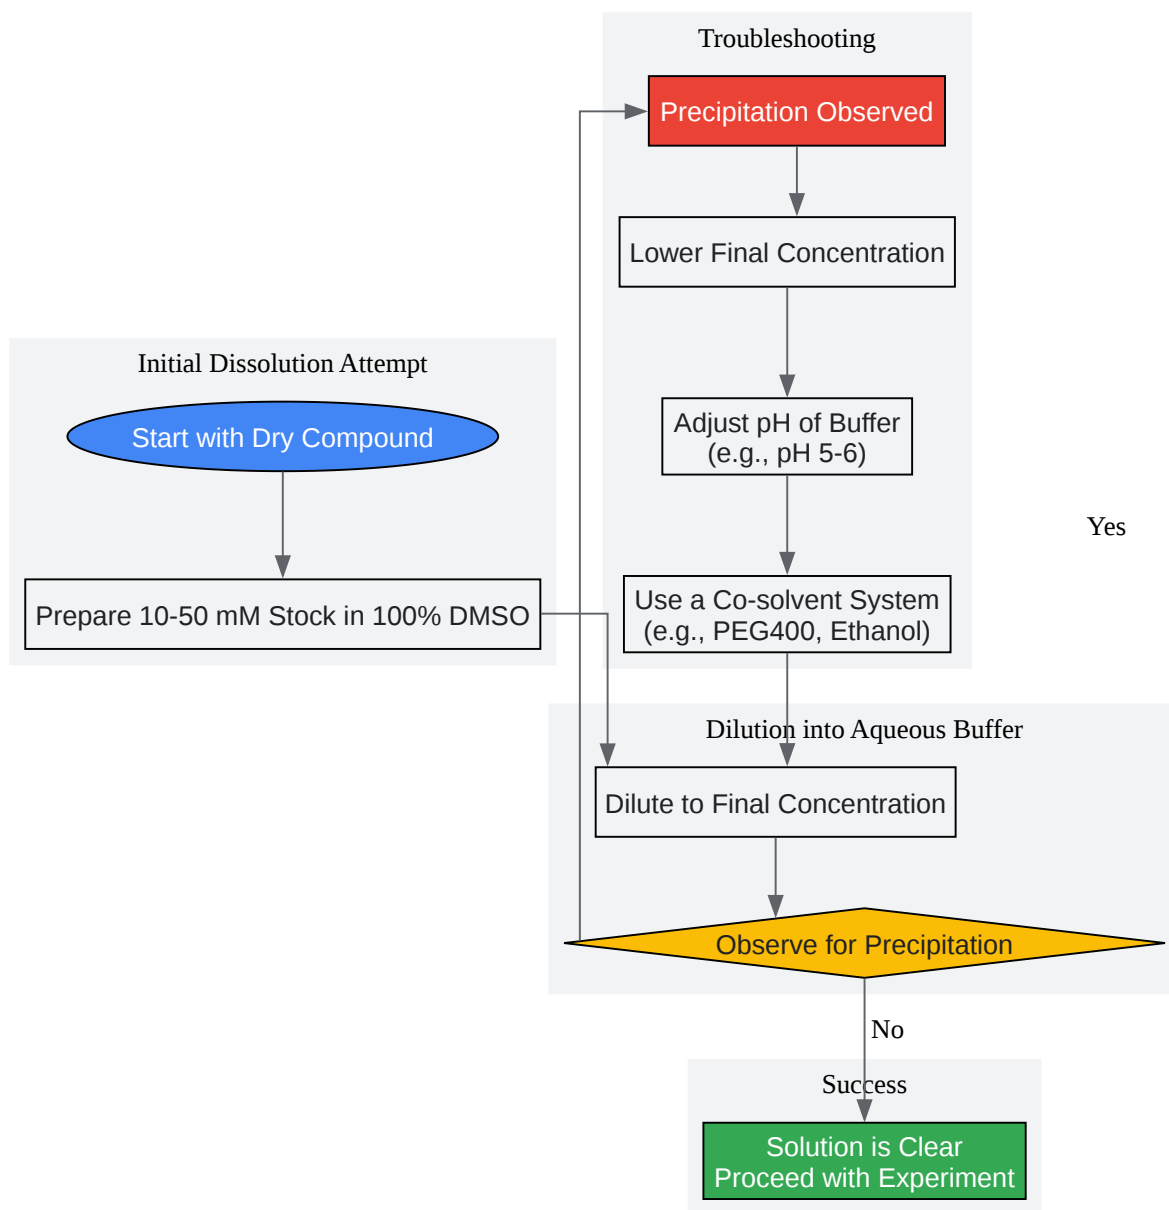 Troubleshooting
Precipitation Observed
Lower Final Concentration
Initial Dissolution Attempt
Start with Dry Compound
Adjust pH of Buffer
(e.g., pH 5-6)
Yes
Prepare 10-50 mM Stock in 100% DMSO
Use a Co-solvent System
(e.g., PEG400, Ethanol)
Dilution into Aqueous Buffer
Dilute to Final Concentration
Observe for Precipitation
No
Success
Solution is Clear
Proceed with Experiment